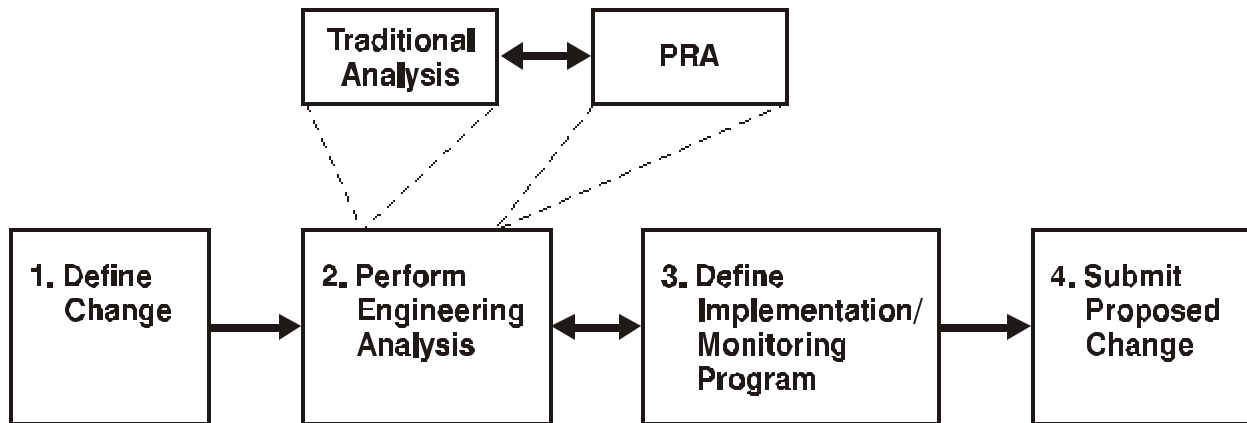 Traditional
Analysis
PRA
1. Define
Change
2. Perform
Engineering
Analysis
3. Define
Implementation/
Monitoring
Program
4. Submit
Proposed
Change